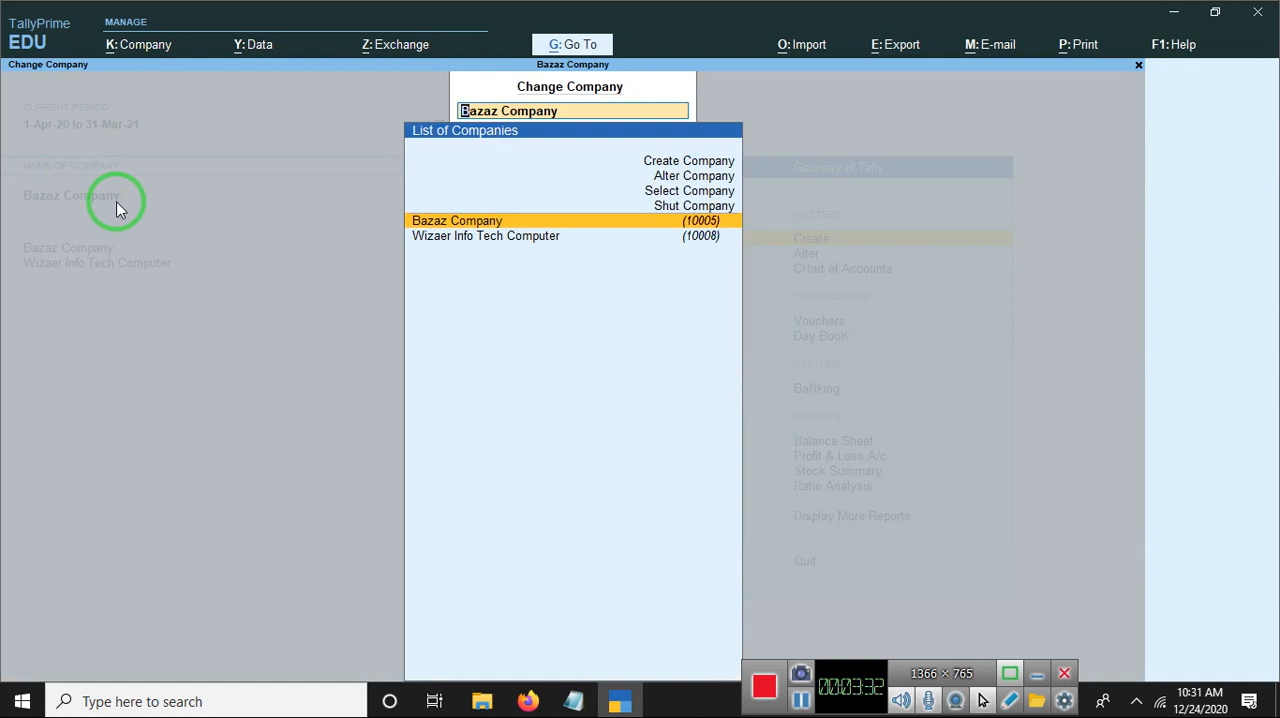 TallyPrime
EDU
MANAGE
K: Company
Y: Data
Z: Exchange
G: Go To
O: Import
E: Export
M: E-mail
P: Print
F1: Help
Change Company
Bazaz Company
CURRENT PERIOD
1-Apr-20 to 31-Mar-21
NAME OF COMPANY
Bazaz Company
Bazaz Company
Wizaer Info Tech Computer
Change Company
Bazaz Company
List of Companies
Create Company
Alter Company
Select Company
Shut Company
Bazaz Company (10005)
Wizaer Info Tech Computer (10008)
Gateway of Tally
MASTERS
Create
Alter
CHart of Accounts
TRANSACTIONS
Vouchers
Day BooK
UTILITIES
BaNking
REPORTS
Balance Sheet
Profit & Loss A/c
Stock Summary
Ratio Analysis
Display More Reports
Quit
1366 × 765
00:03:32
Type here to search
10:31 AM
12/24/2020